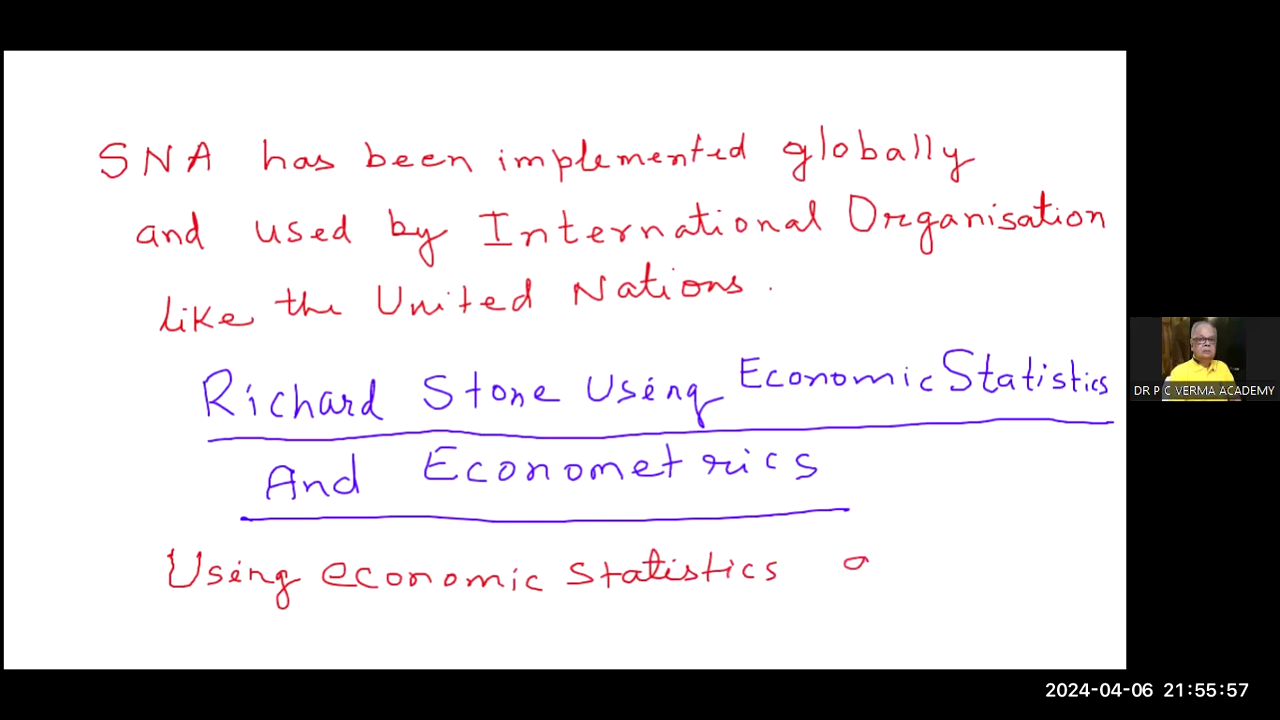 SNA has been implemented globally
and used by International Organisation
like the United Nations.
Richard Stone Using Economic Statistics
And Econometrics
Using economic statistics a
DR P C VERMA ACADEMY
2024-04-06 21:55:57